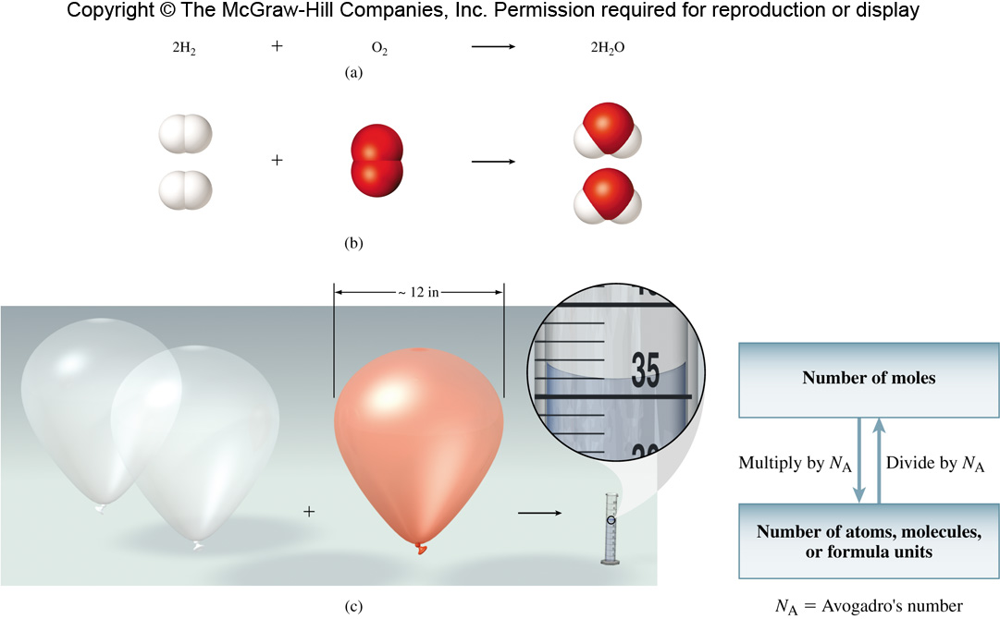 Copyright © The McGraw-Hill Companies, Inc. Permission required for reproduction or display
2H₂ + O₂ → 2H₂O
(a)
+ →
(b)
~ 12 in
35
+ →
(c)
Number of moles
Multiply by Nₐ Divide by Nₐ
Number of atoms, molecules,
or formula units
Nₐ = Avogadro's number